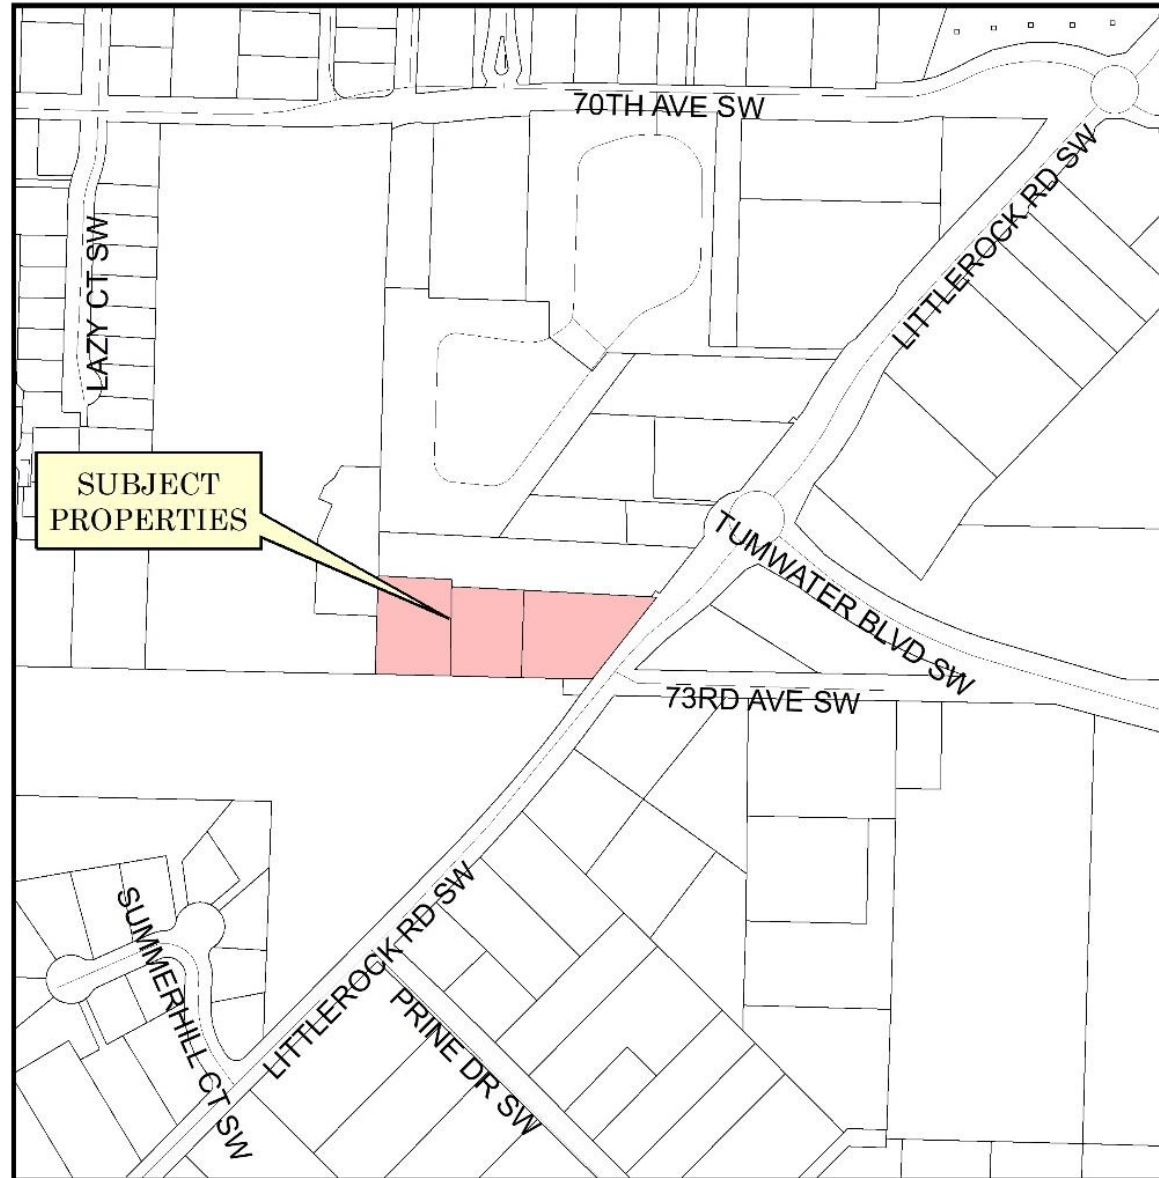 70TH AVE SW
LITTLEROCK RD SW
LAZY CT SW
SUBJECT
PROPERTIES
TUMWATER BLVD SW
73RD AVE SW
SUMMERHILL CT SW
LITTLEROCK RD SW
PRINE DR SW